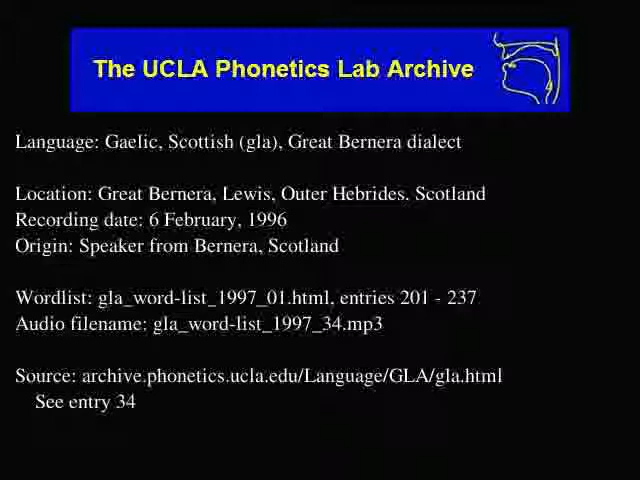 The UCLA Phonetics Lab Archive
Language: Gaelic, Scottish (gla), Great Bernera dialect
Location: Great Bernera, Lewis, Outer Hebrides. Scotland
Recording date: 6 February, 1996
Origin: Speaker from Bernera, Scotland
Wordlist: gla_word-list_1997_01.html, entries 201 - 237
Audio filename: gla_word-list_1997_34.mp3
Source: archive.phonetics.ucla.edu/Language/GLA/gla.html
See entry 34